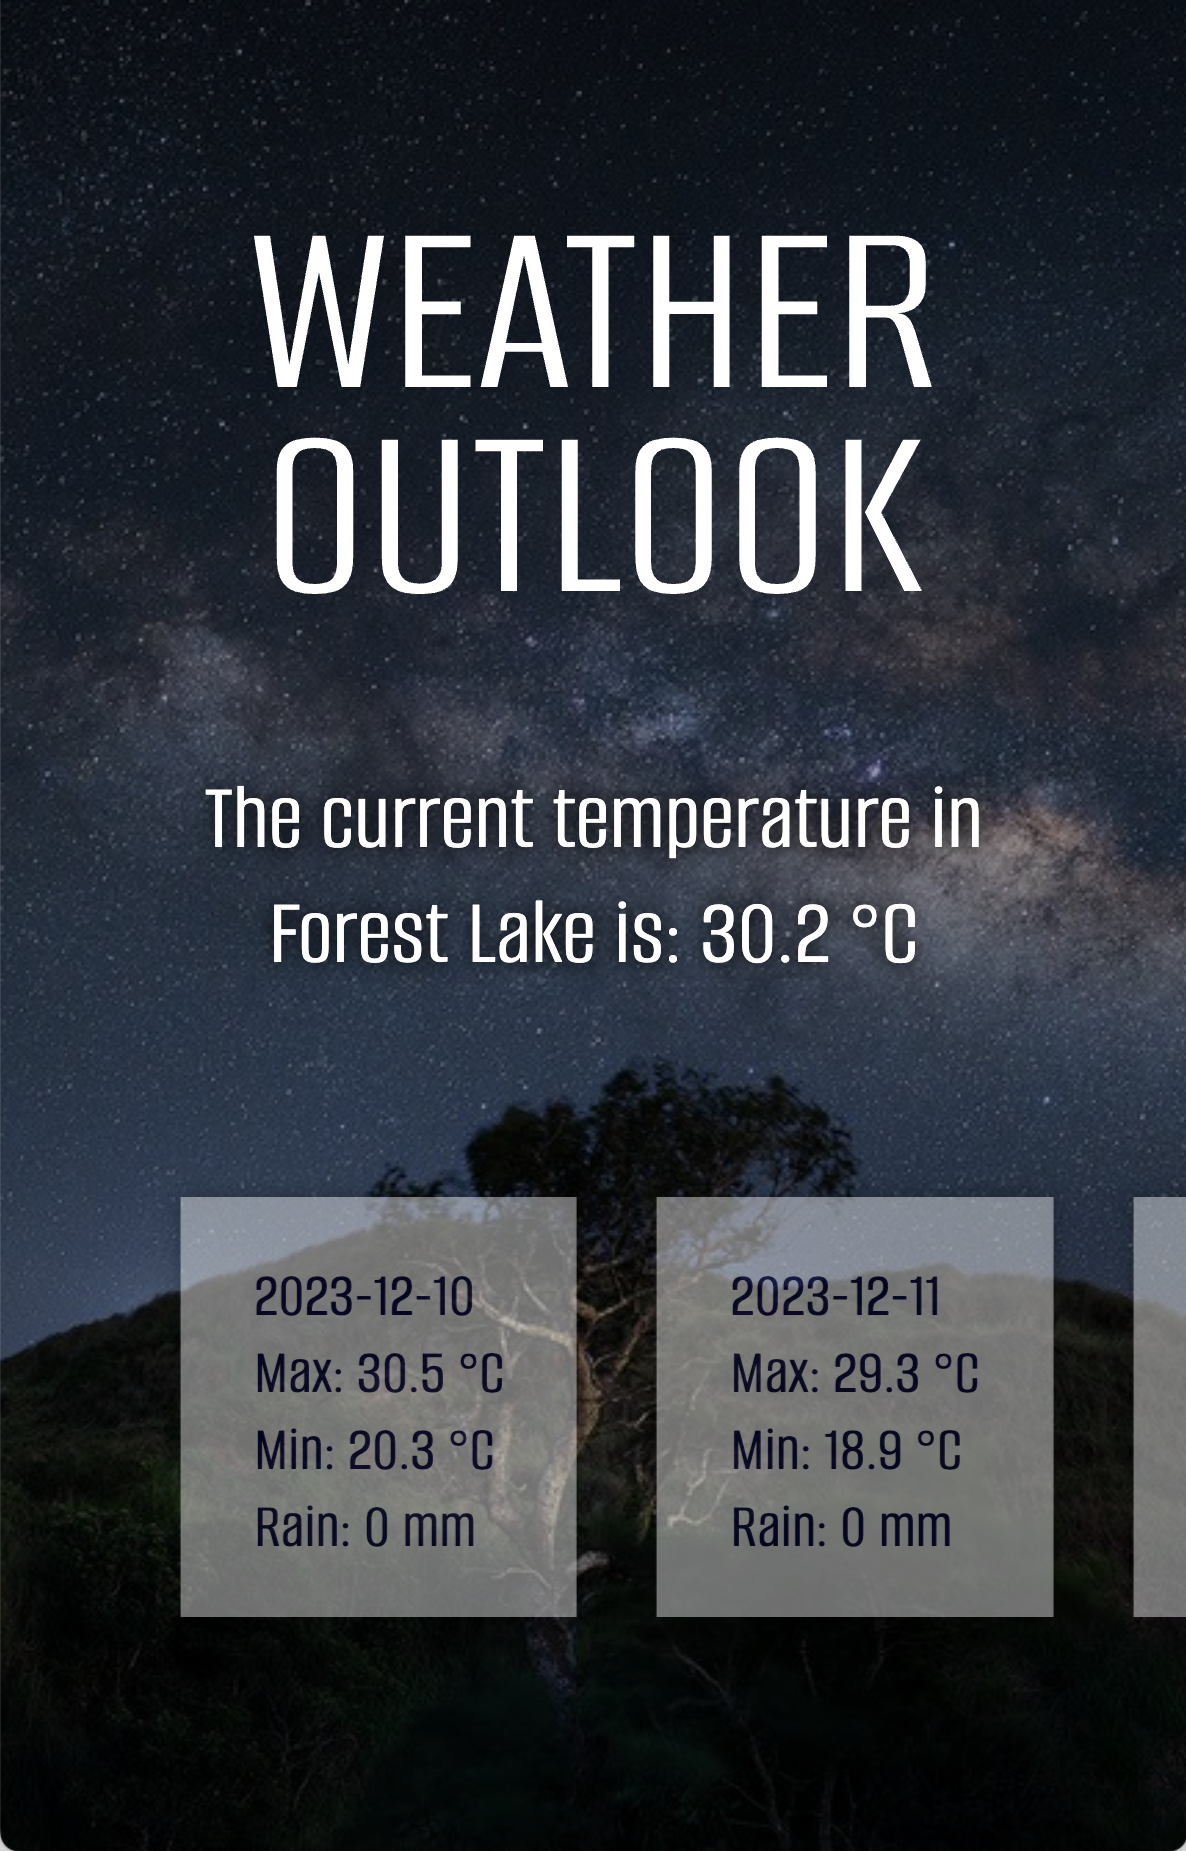 WEATHER
OUTLOOK
The current temperature in
Forest Lake is: 30.2 °C
2023-12-10
Max: 30.5 °C
Min: 20.3 °C
Rain: 0 mm
2023-12-11
Max: 29.3 °C
Min: 18.9 °C
Rain: 0 mm